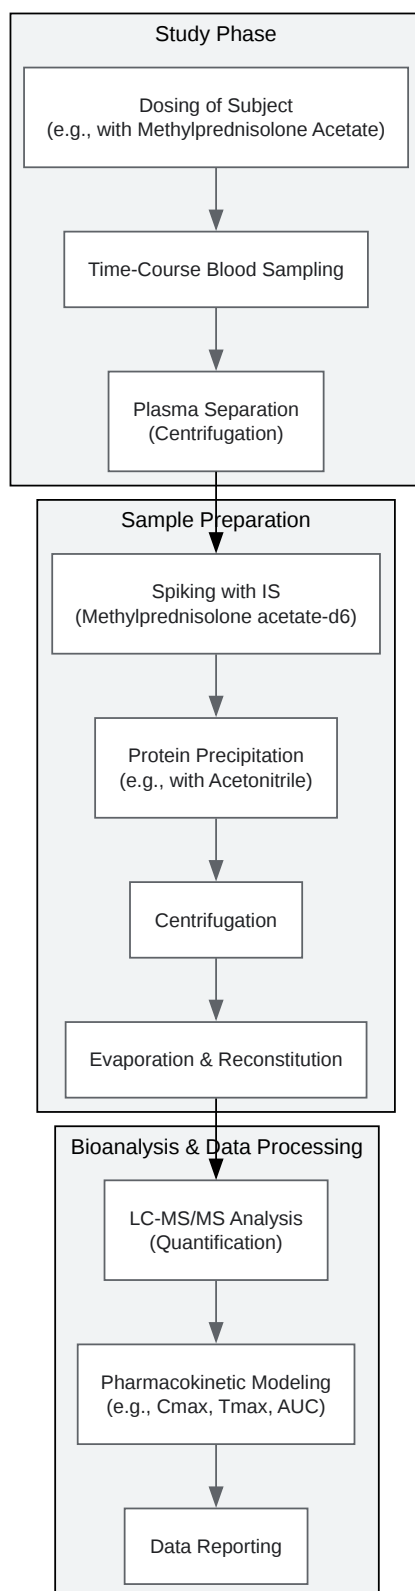 Study Phase
Dosing of Subject
(e.g., with Methylprednisolone Acetate)
Time-Course Blood Sampling
Plasma Separation
(Centrifugation)
Sample Preparation
Spiking with IS
(Methylprednisolone acetate-d6)
Protein Precipitation
(e.g., with Acetonitrile)
Centrifugation
Evaporation & Reconstitution
Bioanalysis & Data Processing
LC-MS/MS Analysis
(Quantification)
Pharmacokinetic Modeling
(e.g., Cmax, Tmax, AUC)
Data Reporting